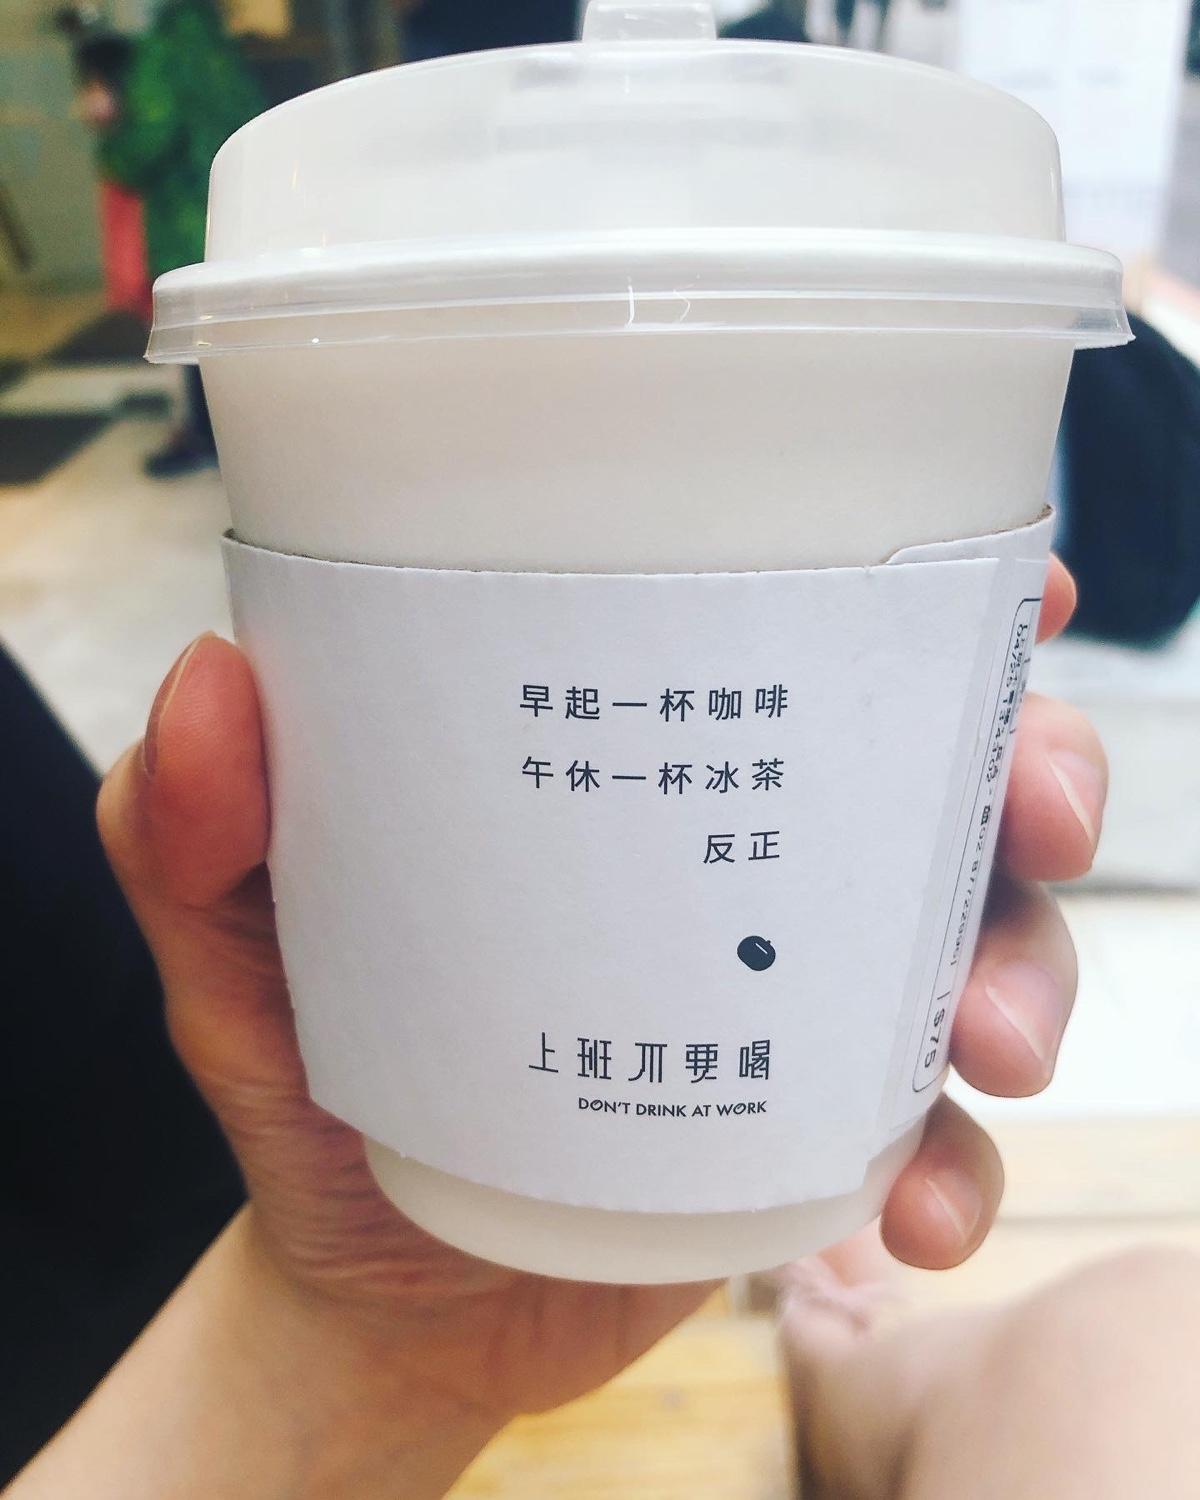 早起一杯咖啡
午休一杯冰茶
反正
上班不要喝
DON'T DRINK AT WORK
$75